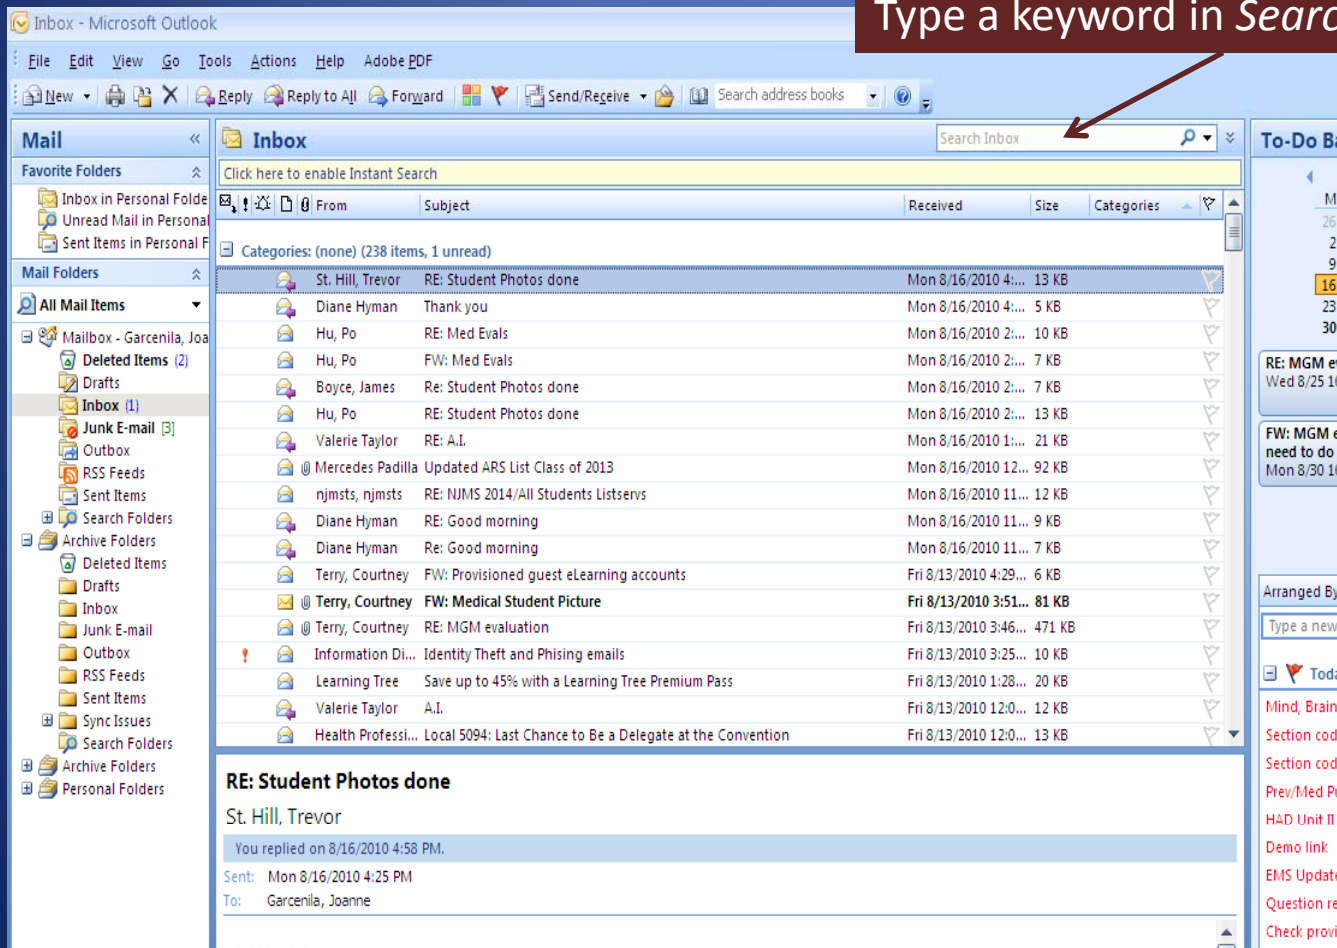 Inbox - Microsoft Outlook
Type a keyword in Searc
File Edit View Go Tools Actions Help Adobe PDF
New Reply Reply to All Forward Send/Receive Search address books
Mail
Favorite Folders
Inbox in Personal Folde
Unread Mail in Personal
Sent Items in Personal F
Mail Folders
All Mail Items
Mailbox - Garcenila, Joa
Deleted Items (2)
Drafts
Inbox (1)
Junk E-mail [3]
Outbox
RSS Feeds
Sent Items
Search Folders
Archive Folders
Deleted Items
Drafts
Inbox
Junk E-mail
Outbox
RSS Feeds
Sent Items
Sync Issues
Search Folders
Archive Folders
Personal Folders
Inbox Search Inbox
Click here to enable Instant Search
From Subject Received Size Categories
Categories: (none) (238 items, 1 unread)
St. Hill, Trevor RE: Student Photos done Mon 8/16/2010 4:... 13 KB
Diane Hyman Thank you Mon 8/16/2010 4:... 5 KB
Hu, Po RE: Med Evals Mon 8/16/2010 2:... 10 KB
Hu, Po FW: Med Evals Mon 8/16/2010 2:... 7 KB
Boyce, James Re: Student Photos done Mon 8/16/2010 2:... 7 KB
Hu, Po RE: Student Photos done Mon 8/16/2010 2:... 13 KB
Valerie Taylor RE: A.I. Mon 8/16/2010 1:... 21 KB
Mercedes Padilla Updated ARS List Class of 2013 Mon 8/16/2010 12... 92 KB
njmsts, njmsts RE: NJMS 2014/All Students Listservs Mon 8/16/2010 11... 12 KB
Diane Hyman RE: Good morning Mon 8/16/2010 11... 9 KB
Diane Hyman Re: Good morning Mon 8/16/2010 11... 7 KB
Terry, Courtney FW: Provisioned guest eLearning accounts Fri 8/13/2010 4:29... 6 KB
Terry, Courtney FW: Medical Student Picture Fri 8/13/2010 3:51... 81 KB
Terry, Courtney RE: MGM evaluation Fri 8/13/2010 3:46... 471 KB
Information Di... Identity Theft and Phising emails Fri 8/13/2010 3:25... 10 KB
Learning Tree Save up to 45% with a Learning Tree Premium Pass Fri 8/13/2010 1:28... 20 KB
Valerie Taylor A.I. Fri 8/13/2010 12:0... 12 KB
Health Professi... Local 5094: Last Chance to Be a Delegate at the Convention Fri 8/13/2010 12:0... 13 KB
RE: Student Photos done
St. Hill, Trevor
You replied on 8/16/2010 4:58 PM.
Sent: Mon 8/16/2010 4:25 PM
To: Garcenila, Joanne
To-Do Ba
M
26
2
9
16
23
30
RE: MGM e
Wed 8/25 1
FW: MGM e
need to do
Mon 8/30 1
Arranged By
Type a new
Toda
Mind, Brain
Section cod
Section cod
Prev/Med P
HAD Unit II
Demo link
EMS Update
Question re
Check provi